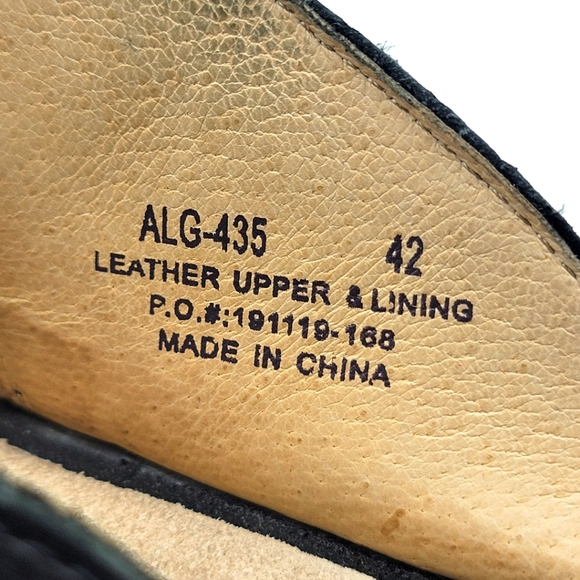 ALG-435 42
LEATHER UPPER & LINING
P.O.#:191119-168
MADE IN CHINA